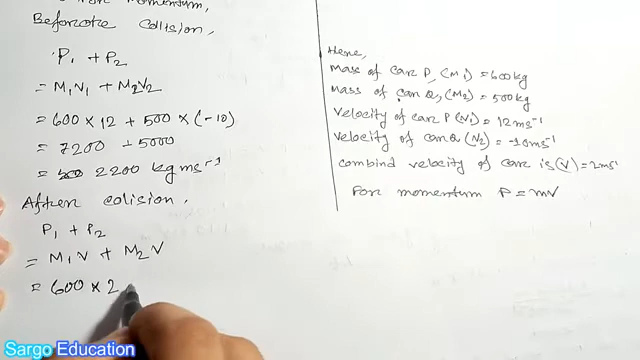 For momentum,
Before collision,
P₁ + P₂
= M₁V₁ + M₂V₂
= 600 × 12 + 500 × (-10)
= 7200 - 5000
= 2200 kg ms⁻¹
After colision.
P₁ + P₂
= M₁V + M₂V
= 600 × 2
Here,
Mass of car P, (M₁) = 600 kg
Mass of car Q, (M₂) = 500 kg
Velocity of car P (V₁) = 12 ms⁻¹
Velocity of car Q (V₂) = -10 ms⁻¹
combind velocity of car is (V) = 2 ms⁻¹
For momentum P = mv
Sargo Education